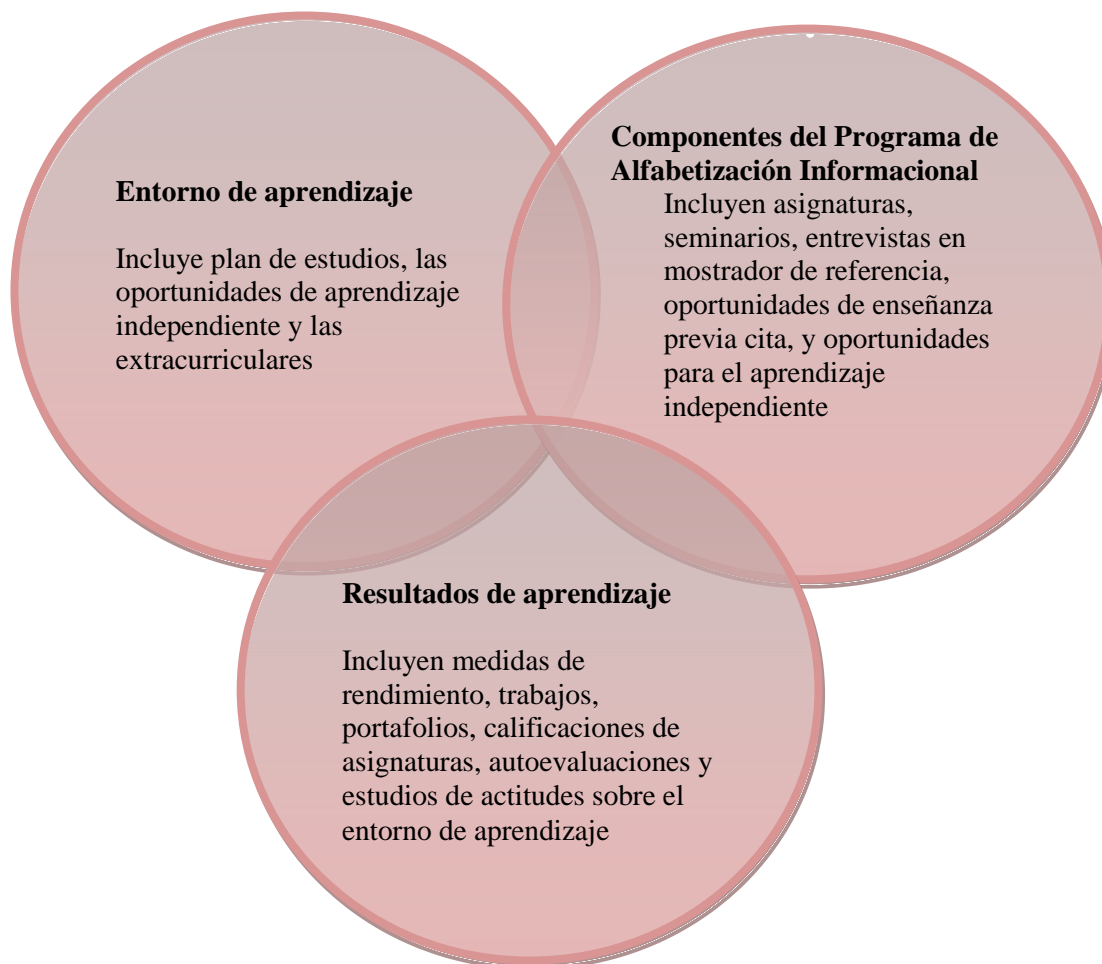 Entorno de aprendizaje
Incluye plan de estudios, las
oportunidades de aprendizaje
independiente y las
extracurriculares
Componentes del Programa de
Alfabetización Informacional
Incluyen asignaturas,
seminarios, entrevistas en
mostrador de referencia,
oportunidades de enseñanza
previa cita, y oportunidades
para el aprendizaje
independiente
Resultados de aprendizaje
Incluyen medidas de
rendimiento, trabajos,
portafolios, calificaciones de
asignaturas, autoevaluaciones y
estudios de actitudes sobre el
entorno de aprendizaje